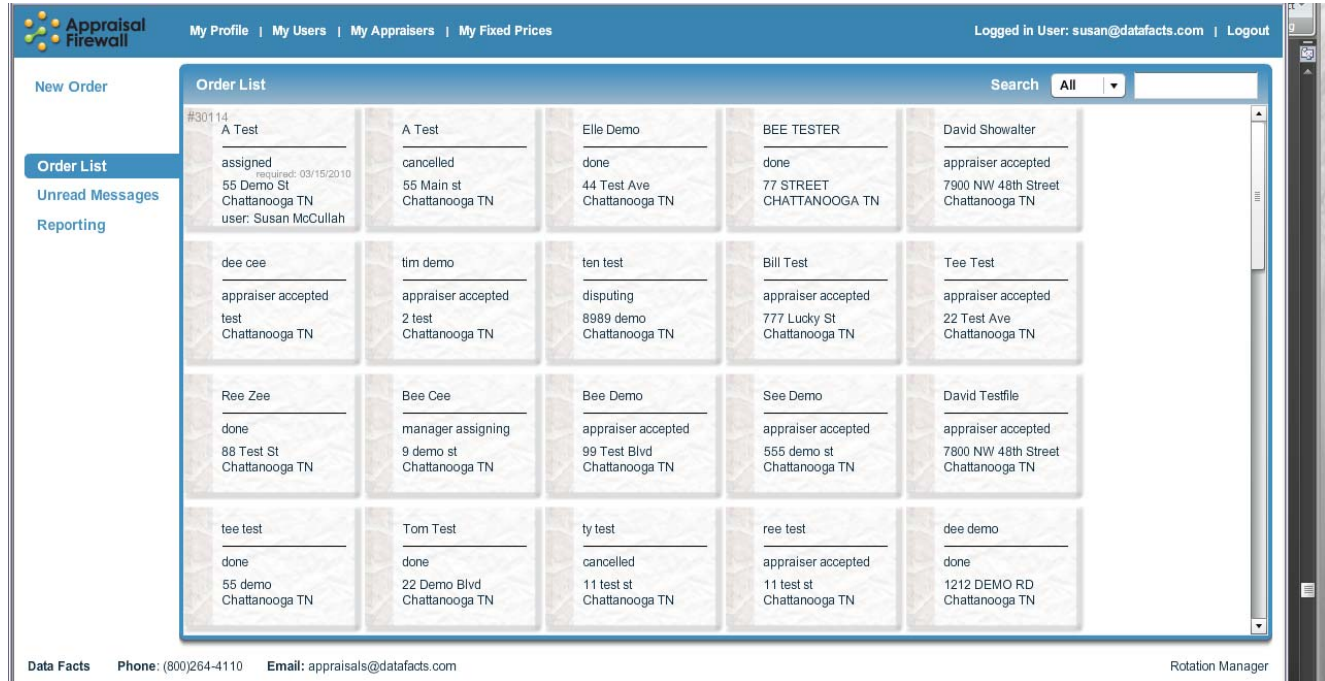 Appraisal
Firewall
My Profile | My Users | My Appraisers | My Fixed Prices
Logged in User: susan@datafacts.com | Logout
New Order
Order List
Unread Messages
Reporting
Order List
Search All
#30114
A Test
assigned
required: 03/15/2010
55 Demo St
Chattanooga TN
user: Susan McCullah
A Test
cancelled
55 Main st
Chattanooga TN
Elle Demo
done
44 Test Ave
Chattanooga TN
BEE TESTER
done
77 STREET
CHATTANOOGA TN
David Showalter
appraiser accepted
7900 NW 48th Street
Chattanooga TN
dee cee
appraiser accepted
test
Chattanooga TN
tim demo
appraiser accepted
2 test
Chattanooga TN
ten test
disputing
8989 demo
Chattanooga TN
Bill Test
appraiser accepted
777 Lucky St
Chattanooga TN
Tee Test
appraiser accepted
22 Test Ave
Chattanooga TN
Ree Zee
done
88 Test St
Chattanooga TN
Bee Cee
manager assigning
9 demo st
Chattanooga TN
Bee Demo
appraiser accepted
99 Test Blvd
Chattanooga TN
See Demo
appraiser accepted
555 demo st
Chattanooga TN
David Testfile
appraiser accepted
7800 NW 48th Street
Chattanooga TN
tee test
done
55 demo
Chattanooga TN
Tom Test
done
22 Demo Blvd
Chattanooga TN
ty test
cancelled
11 test st
Chattanooga TN
ree test
appraiser accepted
11 test st
Chattanooga TN
dee demo
done
1212 DEMO RD
Chattanooga TN
Data Facts Phone: (800)264-4110 Email: appraisals@datafacts.com
Rotation Manager